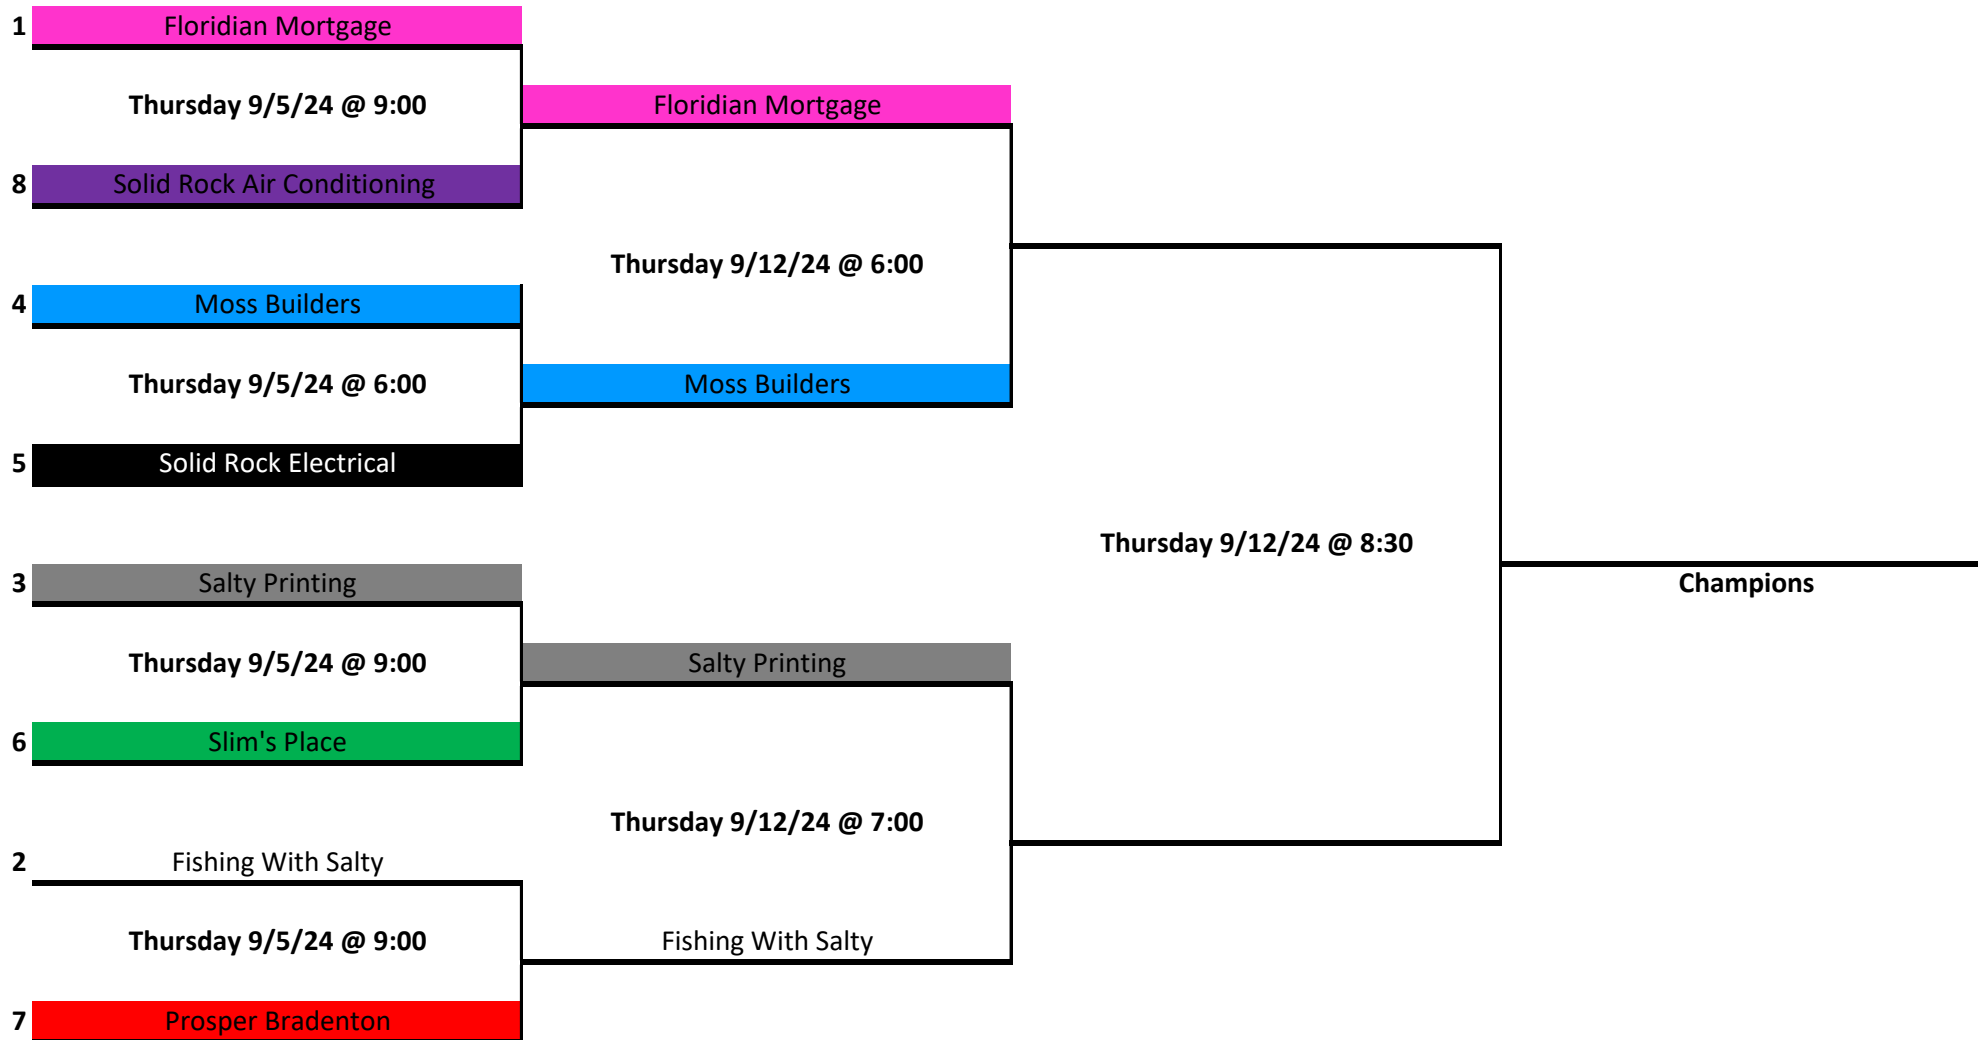 1 Floridian Mortgage
Thursday 9/5/24 @ 9:00
Floridian Mortgage
8 Solid Rock Air Conditioning
Thursday 9/12/24 @ 6:00
4 Moss Builders
Thursday 9/5/24 @ 6:00
Moss Builders
5 Solid Rock Electrical
Thursday 9/12/24 @ 8:30
3 Salty Printing
Champions
Thursday 9/5/24 @ 9:00
Salty Printing
6 Slim's Place
Thursday 9/12/24 @ 7:00
2 Fishing With Salty
Thursday 9/5/24 @ 9:00
Fishing With Salty
7 Prosper Bradenton